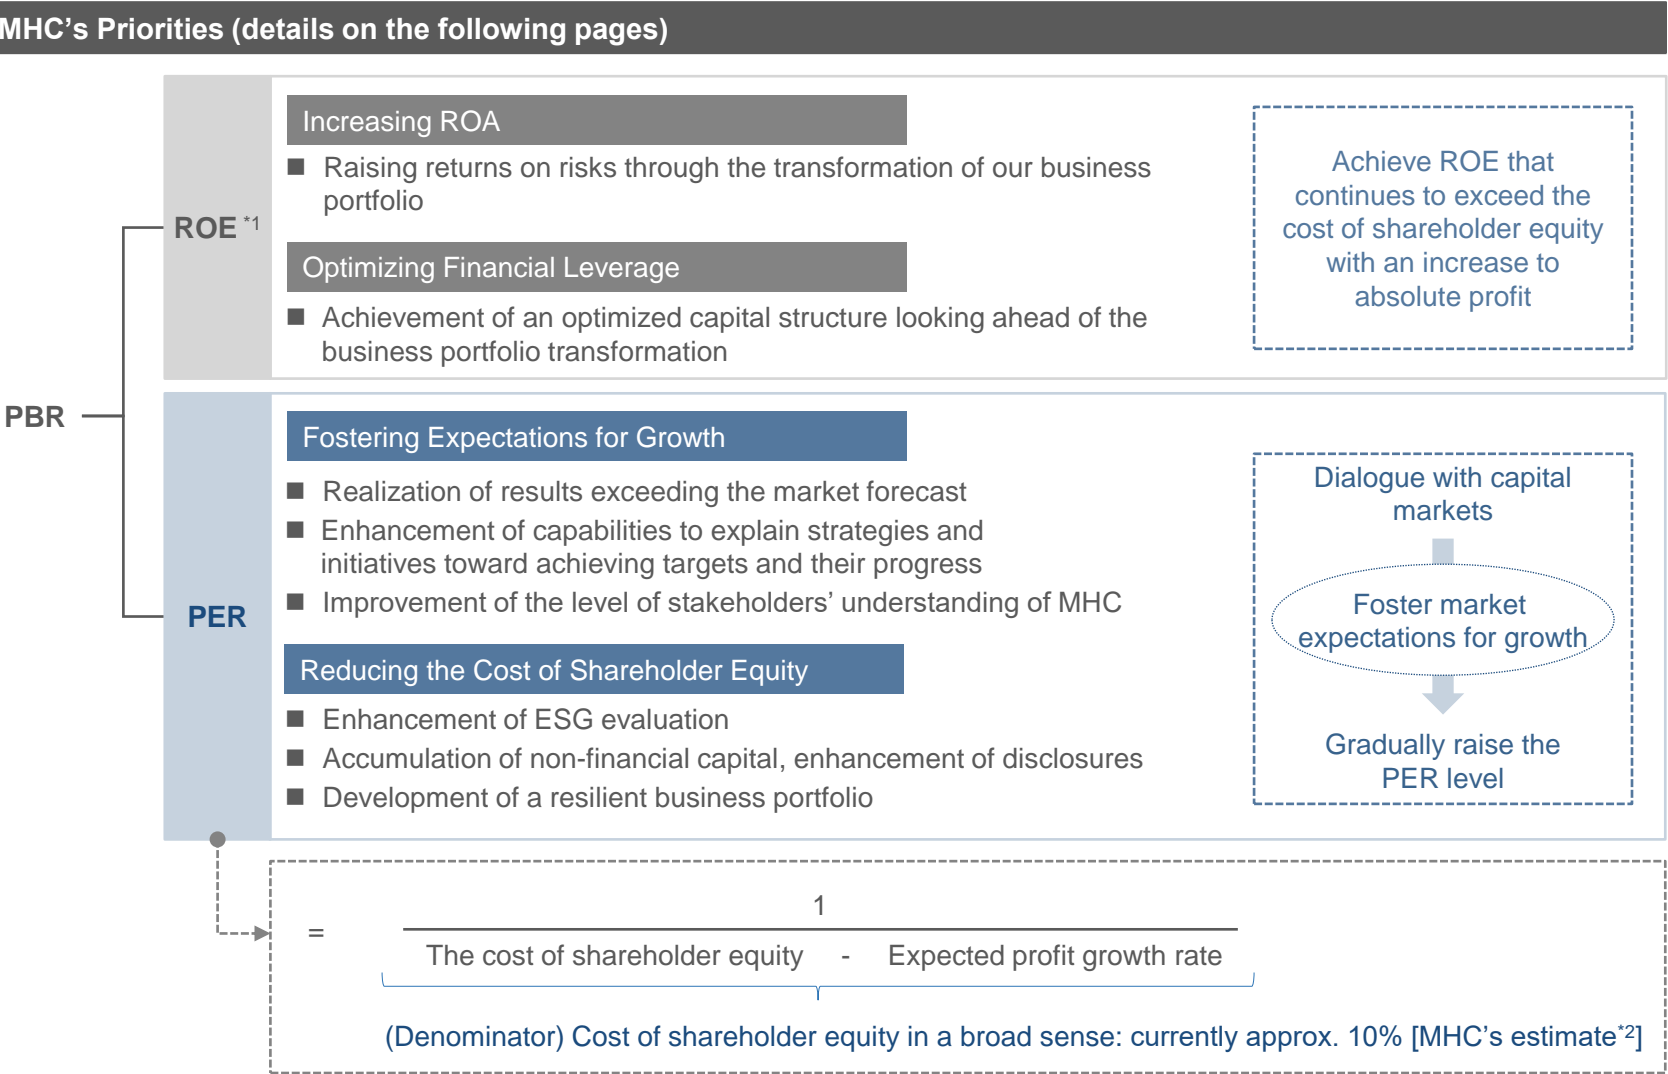 MHC’s Priorities (details on the following pages)
PBR
ROE *1
Increasing ROA
■ Raising returns on risks through the transformation of our business
portfolio
Optimizing Financial Leverage
■ Achievement of an optimized capital structure looking ahead of the
business portfolio transformation
Achieve ROE that
continues to exceed the
cost of shareholder equity
with an increase to
absolute profit
PER
Fostering Expectations for Growth
■ Realization of results exceeding the market forecast
■ Enhancement of capabilities to explain strategies and
initiatives toward achieving targets and their progress
■ Improvement of the level of stakeholders’ understanding of MHC
Reducing the Cost of Shareholder Equity
■ Enhancement of ESG evaluation
■ Accumulation of non-financial capital, enhancement of disclosures
■ Development of a resilient business portfolio
Dialogue with capital
markets
Foster market
expectations for growth
Gradually raise the
PER level
=
1
The cost of shareholder equity - Expected profit growth rate
(Denominator) Cost of shareholder equity in a broad sense: currently approx. 10% [MHC’s estimate*2]